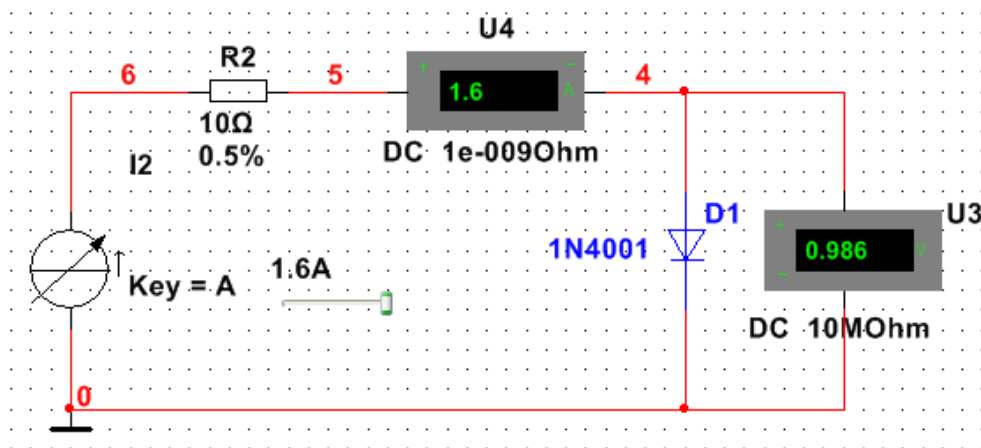 U4
6
R2
5
+
-
4
1.6
A
10Ω
0.5%
DC 1e-009Ohm
I2
D1
U3
1N4001
+
0.986
V
-
1.6A
Key = A
DC 10MOhm
0